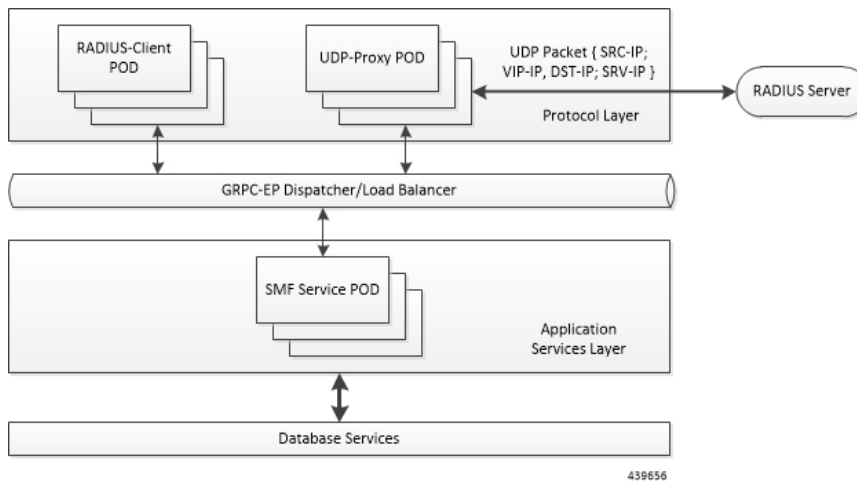 RADIUS-Client
POD
UDP-Proxy POD
UDP Packet { SRC-IP;
VIP-IP, DST-IP; SRV-IP }
RADIUS Server
Protocol Layer
GRPC-EP Dispatcher/Load Balancer
SMF Service POD
Application
Services Layer
Database Services
439656